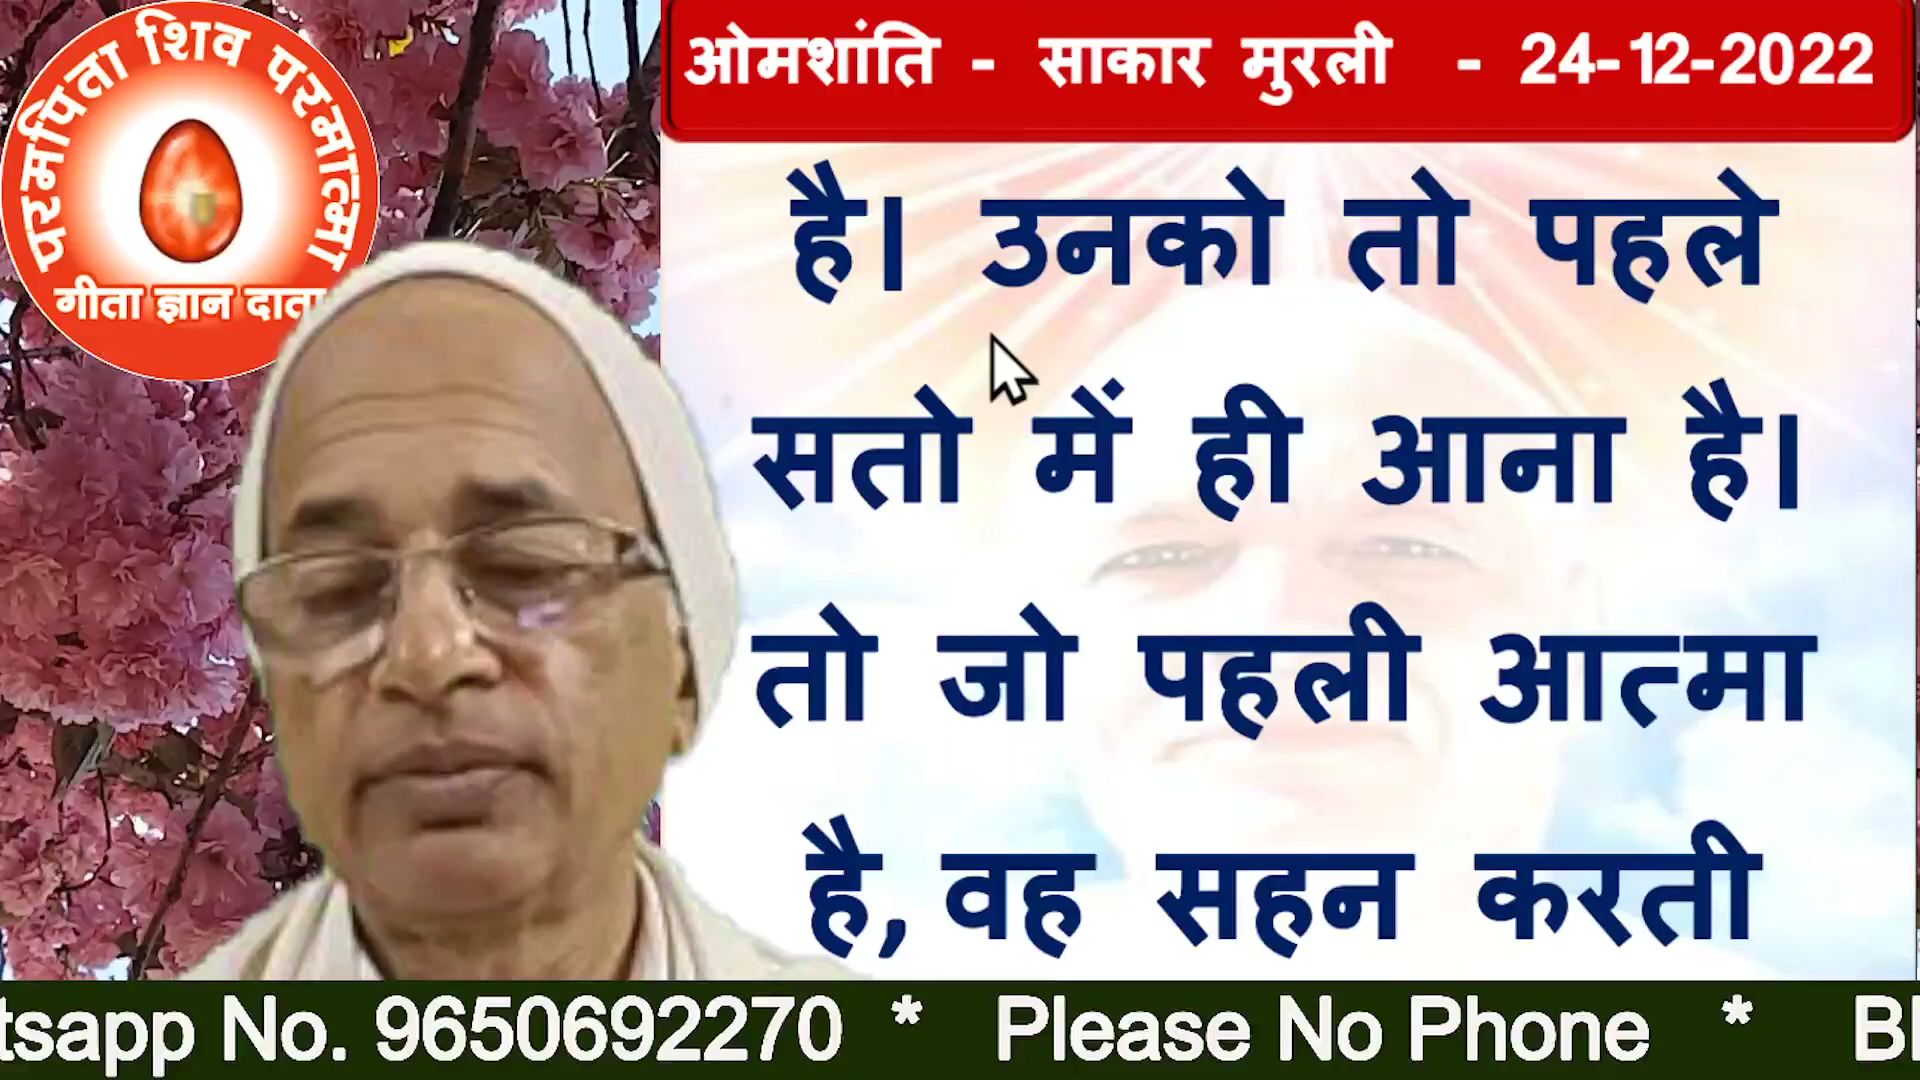 परमपिता शिव परमात्मा
गीता ज्ञान दाता
ओमशांति - साकार मुरली - 24-12-2022
है। उनको तो पहले
सतो में ही आना है।
तो जो पहली आत्मा
है, वह सहन करती
tsapp No. 9650692270 * Please No Phone *